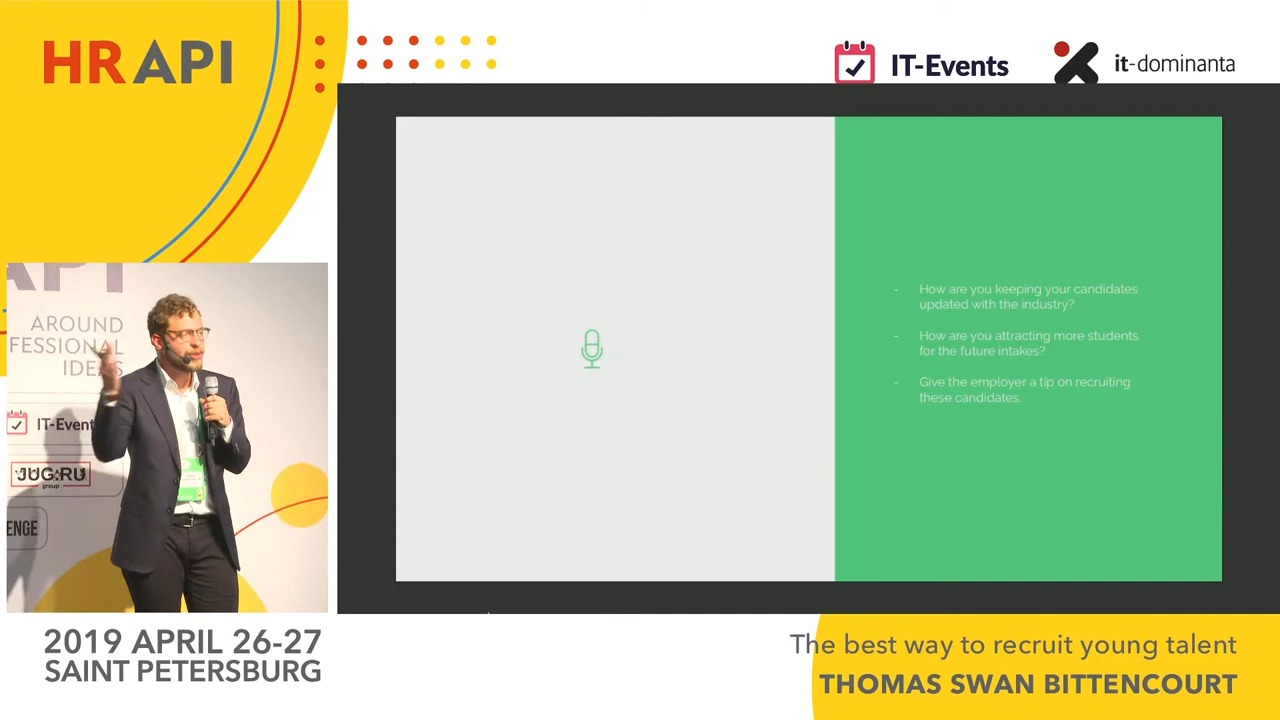 HR API
IT-Events
it-dominanta
- How are you keeping your candidates
updated with the industry?
- How are you attracting more students
for the future intakes?
- Give the employer a tip on recruiting
these candidates.
API
AROUND
FESSIONAL
IDEAS
IT-Event
JUG.RU
group
ENGE
2019 APRIL 26-27
SAINT PETERSBURG
The best way to recruit young talent
THOMAS SWAN BITTENCOURT